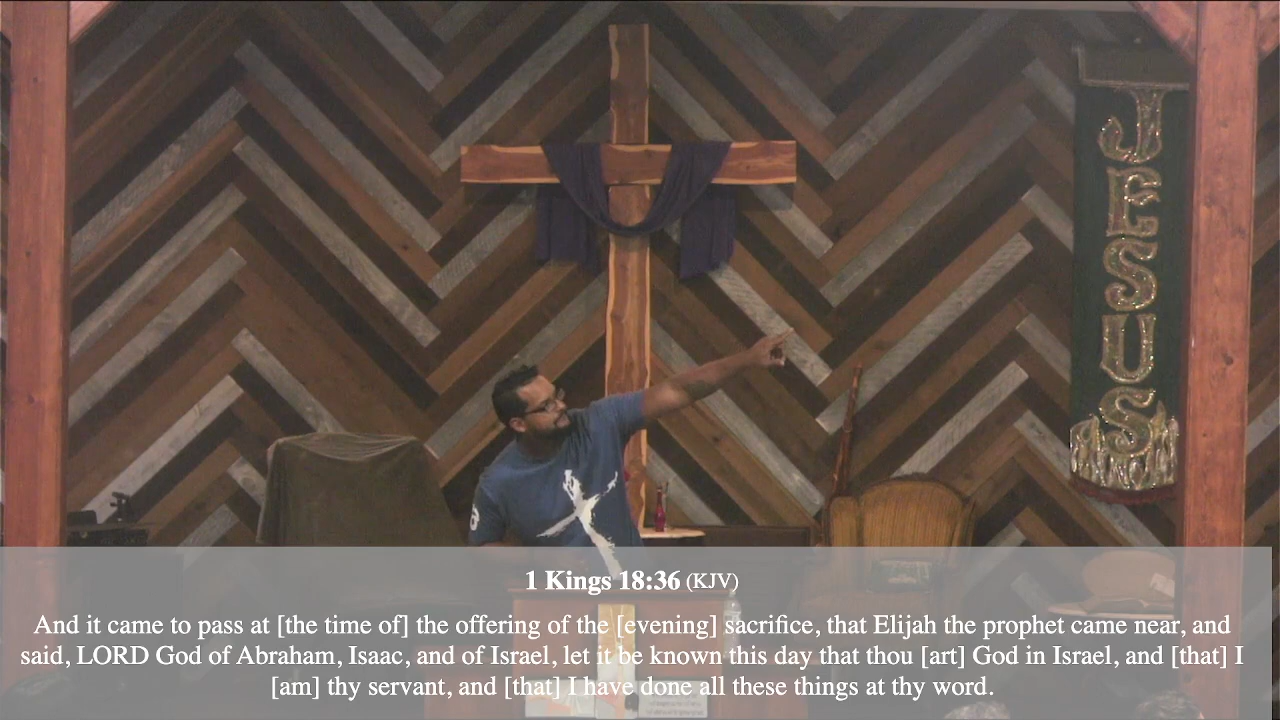 JESUS
1 Kings 18:36 (KJV)
And it came to pass at [the time of] the offering of the [evening] sacrifice, that Elijah the prophet came near, and
said, LORD God of Abraham, Isaac, and of Israel, let it be known this day that thou [art] God in Israel, and [that] I
[am] thy servant, and [that] I have done all these things at thy word.